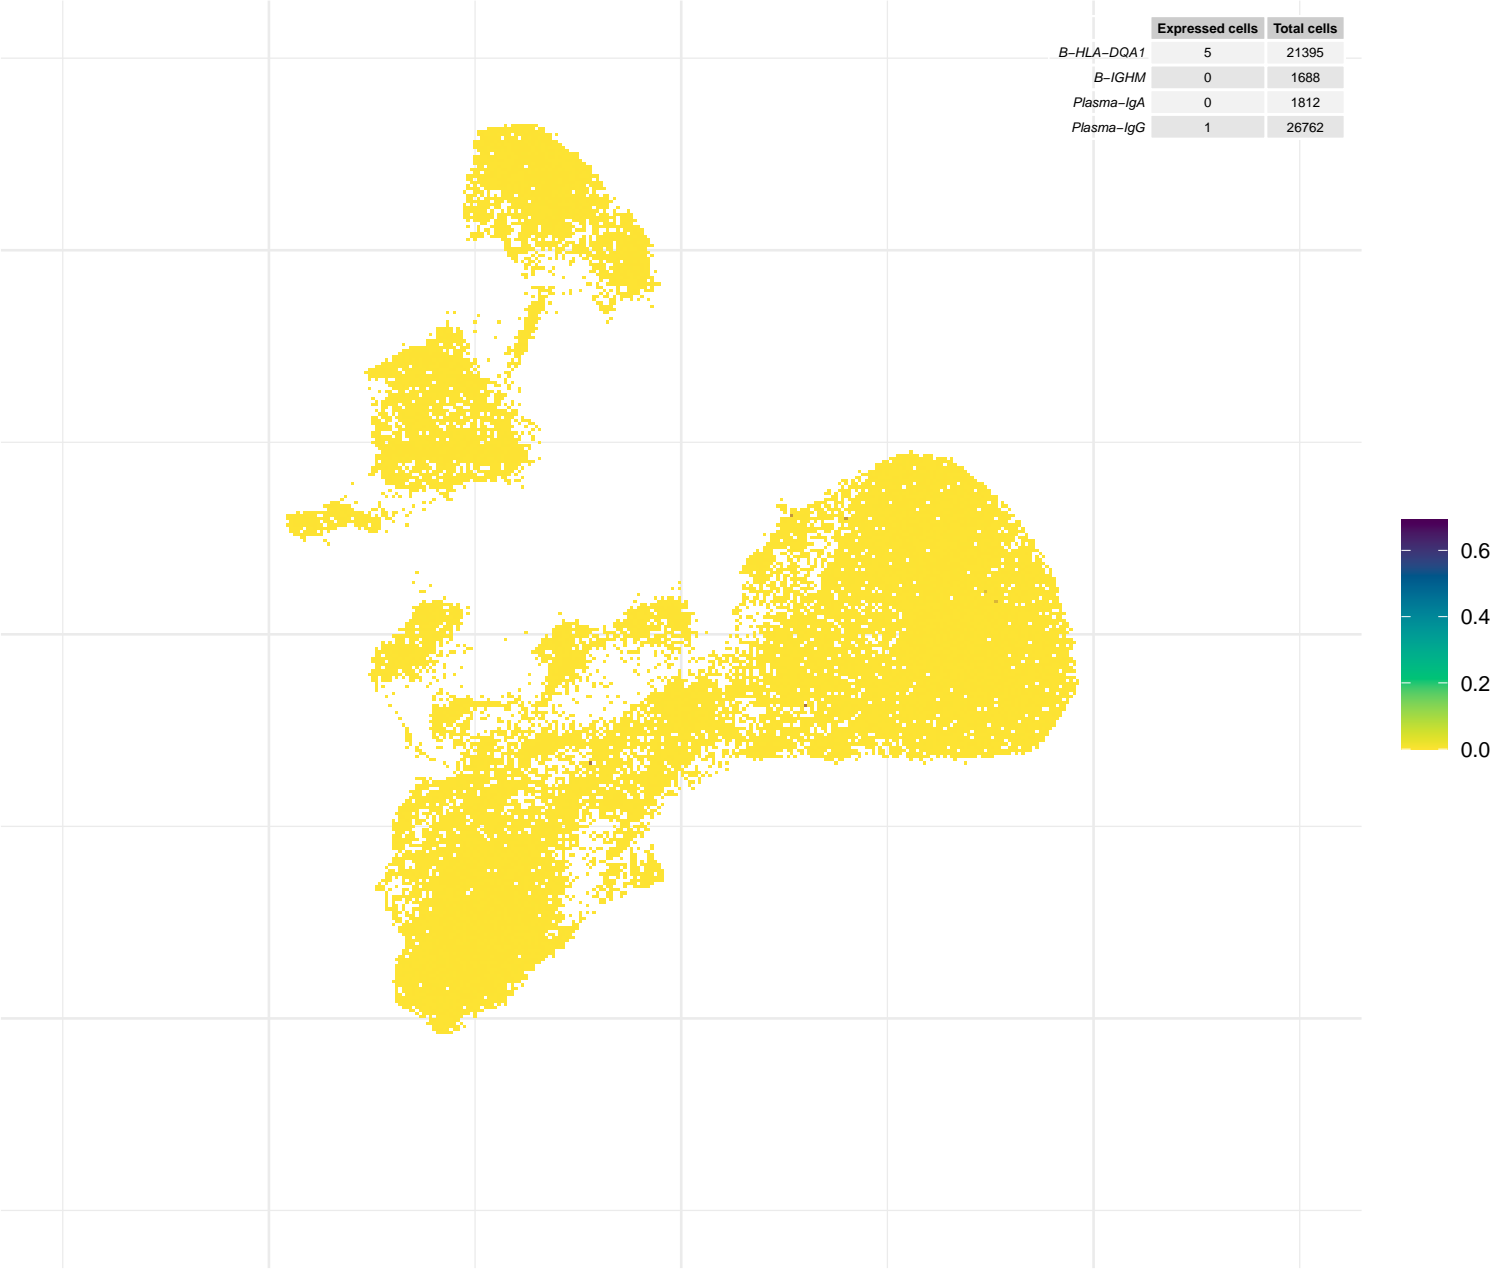 Expressed cells Total cells
B−HLA−DQA1 5 21395
B−IGHM 0 1688
Plasma−IgA 0 1812
Plasma−IgG 1 26762
0.6
0.4
0.2
0.0